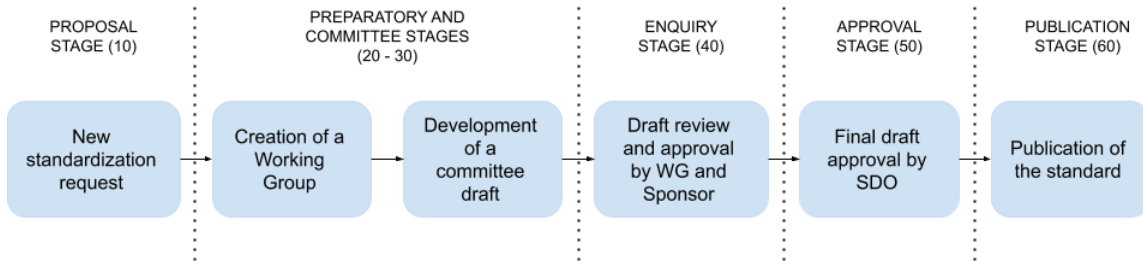 PROPOSAL
STAGE (10)
PREPARATORY AND
COMMITTEE STAGES
(20 - 30)
ENQUIRY
STAGE (40)
APPROVAL
STAGE (50)
PUBLICATION
STAGE (60)
New
standardization
request
Creation of a
Working
Group
Development
of a
committee
draft
Draft review
and approval
by WG and
Sponsor
Final draft
approval by
SDO
Publication of
the standard